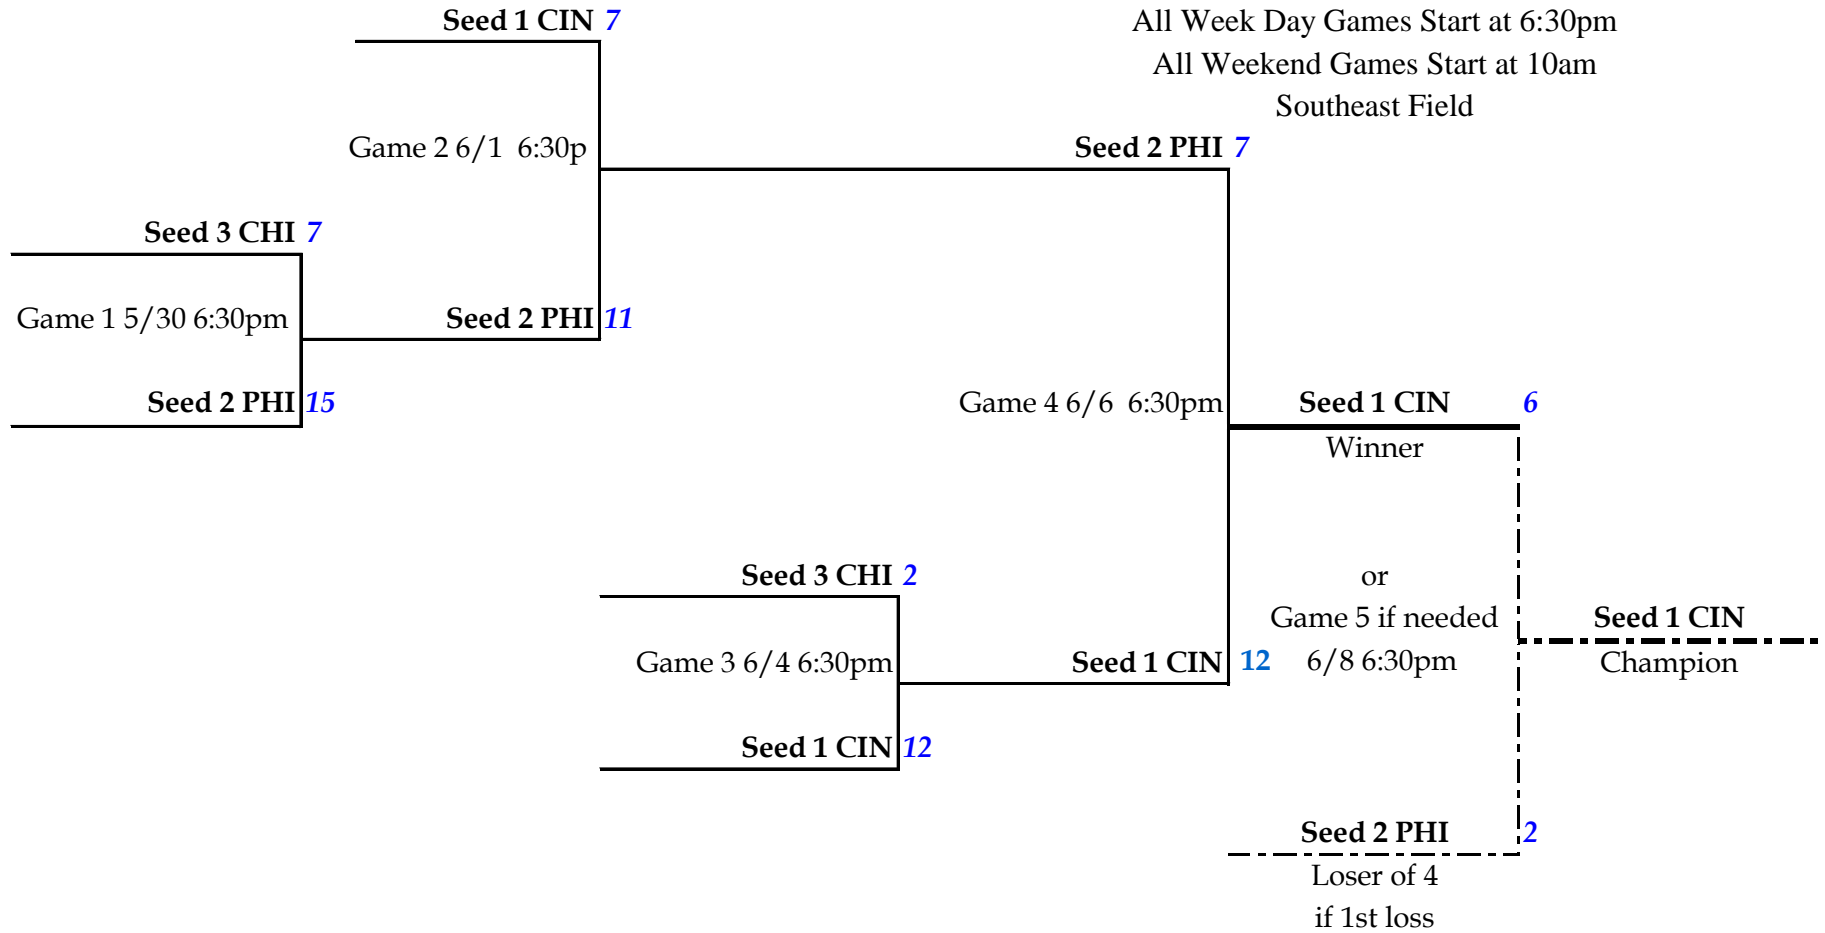 Seed 1 CIN 7
All Week Day Games Start at 6:30pm
All Weekend Games Start at 10am
Southeast Field
Game 2 6/1 6:30p
Seed 2 PHI 7
Seed 3 CHI 7
Game 1 5/30 6:30pm
Seed 2 PHI 11
Seed 2 PHI 15
Game 4 6/6 6:30pm
Seed 1 CIN 6
Winner
Seed 3 CHI 2
or
Game 5 if needed
6/8 6:30pm
Seed 1 CIN
Champion
Game 3 6/4 6:30pm
Seed 1 CIN 12
Seed 1 CIN 12
Seed 2 PHI 2
Loser of 4
if 1st loss